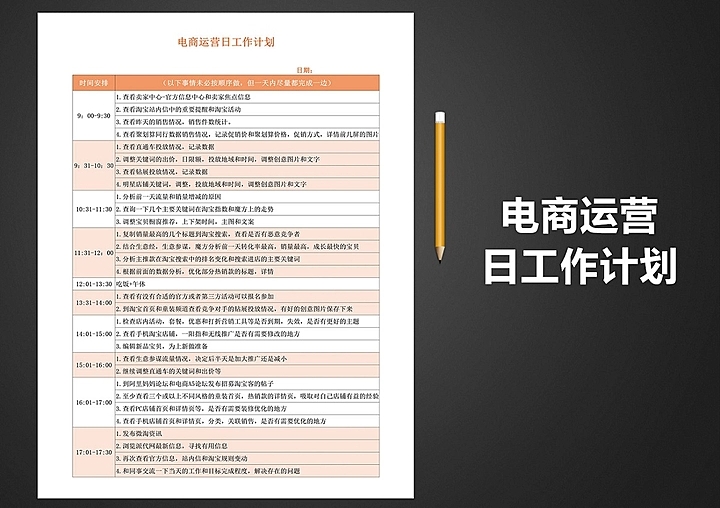 电商运营日工作计划
日期:
时间安排 （以下事情未必按顺序做，但一天内尽量都完成一边）
9：00-9:30
1.查看卖家中心-官方信息中心和卖家焦点信息
2.查看淘宝站内信中的重要提醒和淘宝活动
3.查看昨天的销售情况，销售件数统计。
4.查看聚划算同行数据销售情况，记录促销价和聚划算价格，促销方式，详情前几屏的图片
9：31-10：30
1.查看直通车投放情况，记录数据
2.调整关键词的出价，日限额，投放地域和时间，调整创意图片和文字
3.查看钻展投放情况，记录数据
4.明星店铺关键词，调整，投放地域和时间，调整创意图片和文字
10:31-11:30
1.分析前一天流量和销量增减的原因
2.查询一下几个主要关键词在淘宝指数和魔方上的走势
3.调整宝贝橱窗推荐，上下架时间，主图和文案
11:31-12：00
1.复制销量最高的几个标题到淘宝搜索，查看是否有恶意竞争者
2.结合生意经，生意参谋，魔方分析前一天转化率最高，销量最高，成长最快的宝贝
3.分析主推款在淘宝搜索中的排名变化和搜索进店的主要关键词
4.根据前面的数据分析，优化部分热销款的标题，详情
12:01-13:30 吃饭+午休
13:31-14:00
1.查看有没有合适的官方或者第三方活动可以报名参加
2.到淘宝首页和童装频道查看竞争对手的钻展投放情况，有好的创意图片保存下来
14:01-15:00
1.检查店内活动，套餐，优惠和打折营销工具等是否到期，失效，是否有更好的主题
2.查看手机淘宝店铺，一阳指和无线推广是否有需要修改的地方
3.编辑新品宝贝，为上新做准备
15:01-16:00
1.查看生意参谋流量情况，决定后半天是加大推广还是减小
2.继续调整直通车的关键词和出价等
16:01-17:00
1.到阿里妈妈论坛和电商A5论坛发布招募淘宝客的帖子
2.至少查看三个或以上不同风格的童装首页，热销款的详情页，吸取对自己店铺有益的经验
3.查看PC店铺首页和详情页等，是否有需要装修优化的地方
4.查看手机店铺首页和详情页，分类，关联销售，是否有需要优化的地方
17:01-17:30
1.发布微淘资讯
2.浏览派代网最新信息，寻找有用信息
3.再次查看官方信息，站内信和淘宝规则变动
4.和同事交流一下当天的工作和目标完成程度，解决存在的问题
电商运营
日工作计划